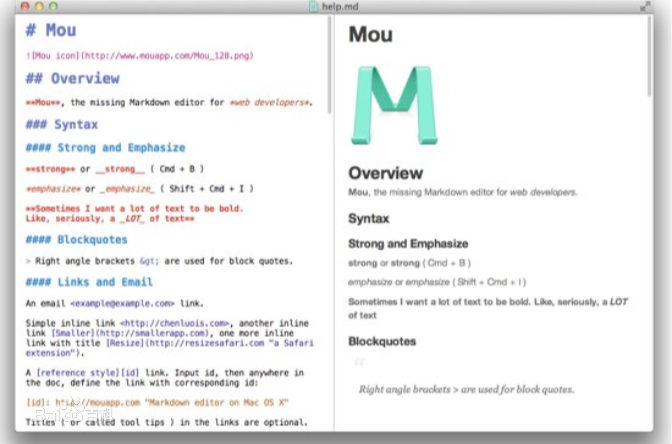 help.md
# Mou
![Mou icon](http://www.mouapp.com/Mou_128.png)
## Overview
**Mou**, the missing Markdown editor for *web developers*.
### Syntax
#### Strong and Emphasize
**strong** or __strong__ ( Cmd + B )
*emphasize* or _emphasize_ ( Shift + Cmd + I )
**Sometimes I want a lot of text to be bold.
Like, seriously, a _LOT_ of text**
#### Blockquotes
> Right angle brackets &gt; are used for block quotes.
#### Links and Email
An email <example@example.com> link.
Simple inline link <http://chenluois.com>, another inline
link [Smaller](http://smallerapp.com), one more inline
link with title [Resize](http://resizesafari.com "a Safari
extension").
A [reference style][id] link. Input id, then anywhere in
the doc, define the link with corresponding id:
[id]: http://mouapp.com "Markdown editor on Mac OS X"
Titles ( or called tool tips ) in the links are optional.
Mou
Overview
Mou, the missing Markdown editor for web developers.
Syntax
Strong and Emphasize
strong or strong ( Cmd + B )
emphasize or emphasize ( Shift + Cmd + I )
Sometimes I want a lot of text to be bold. Like, seriously, a LOT
of text
Blockquotes
“
Right angle brackets > are used for block quotes.
Bai百科